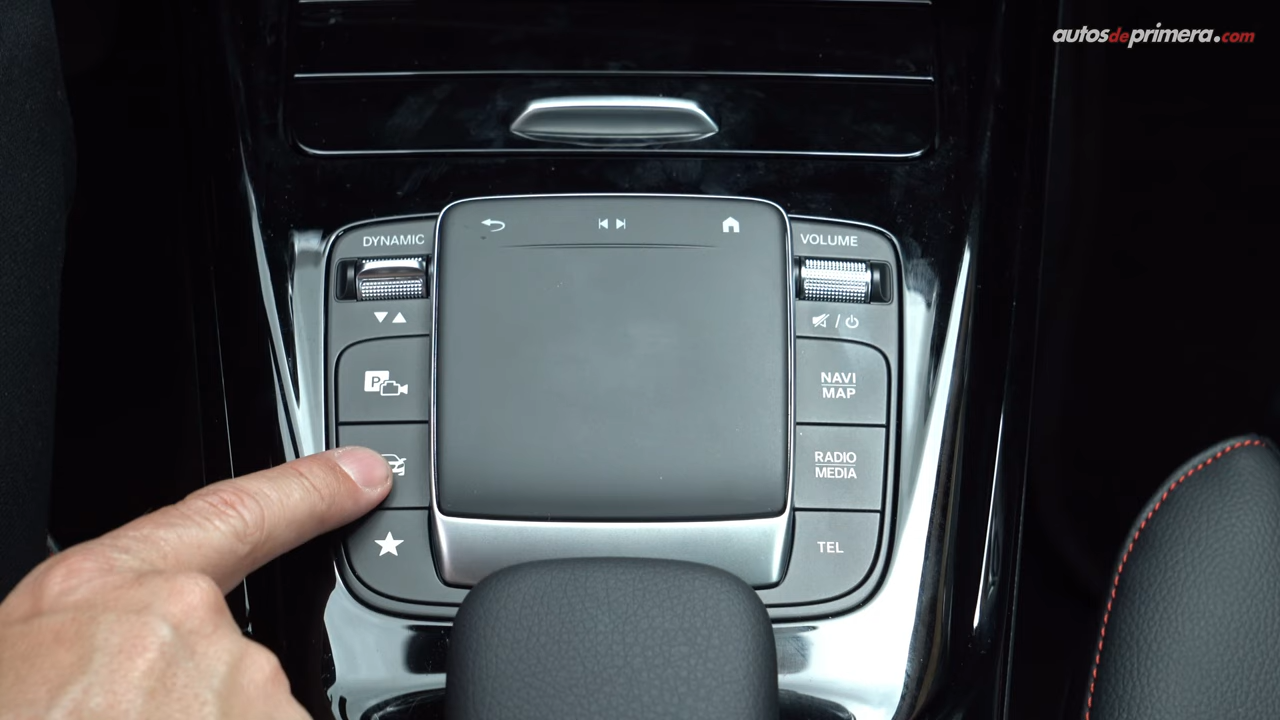 autosdeprimera.com
DYNAMIC
VOLUME
/
P
NAVI
MAP
RADIO
MEDIA
TEL